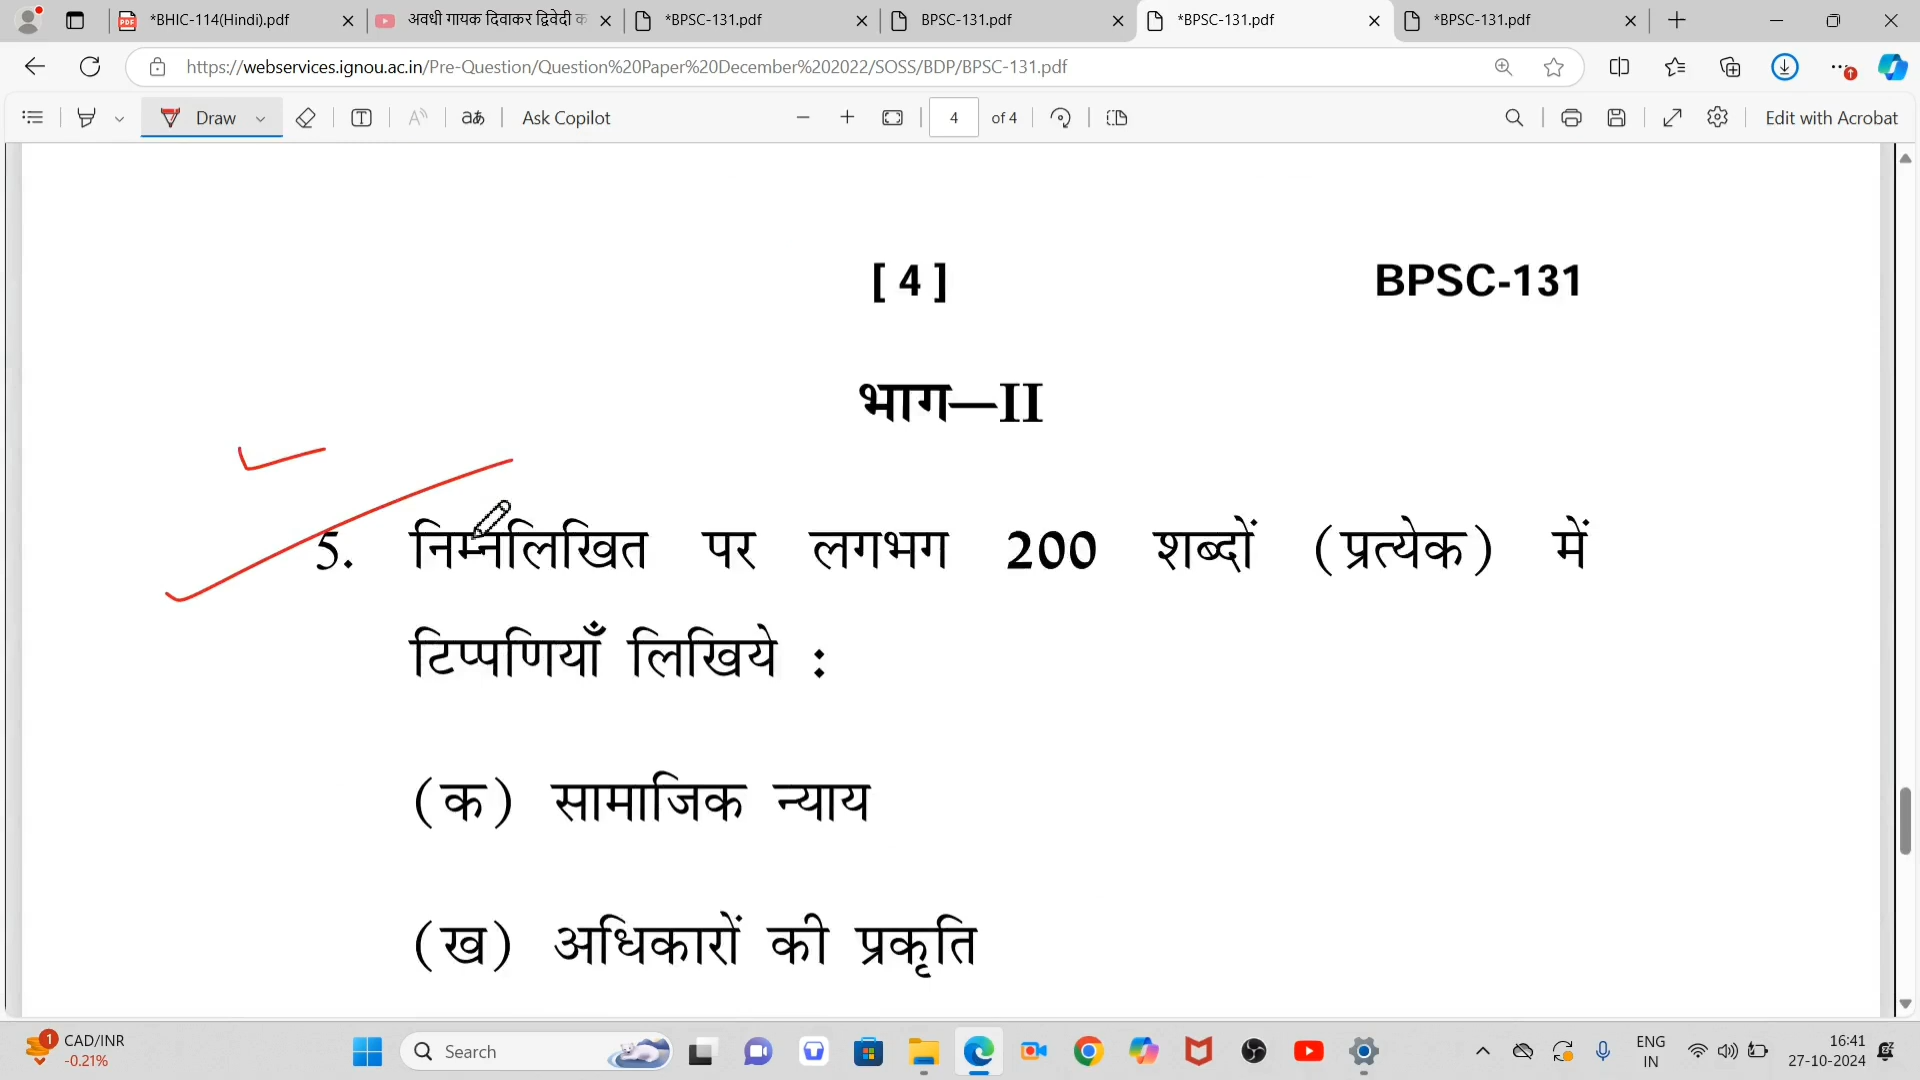 *BHIC-114(Hindi).pdf
अवधी गायक दिवाकर द्विवेदी क
*BPSC-131.pdf
BPSC-131.pdf
*BPSC-131.pdf
*BPSC-131.pdf
https://webservices.ignou.ac.in/Pre-Question/Question%20Paper%20December%202022/SOSS/BDP/BPSC-131.pdf
Draw
Ask Copilot
4 of 4
Edit with Acrobat
[ 4 ] BPSC-131
भाग—II
5. निम्नलिखित पर लगभग 200 शब्दों (प्रत्येक) में
टिप्पणियाँ लिखिये :
(क) सामाजिक न्याय
(ख) अधिकारों की प्रकृति
1 CAD/INR
-0.21%
Search
ENG
IN
16:41
27-10-2024